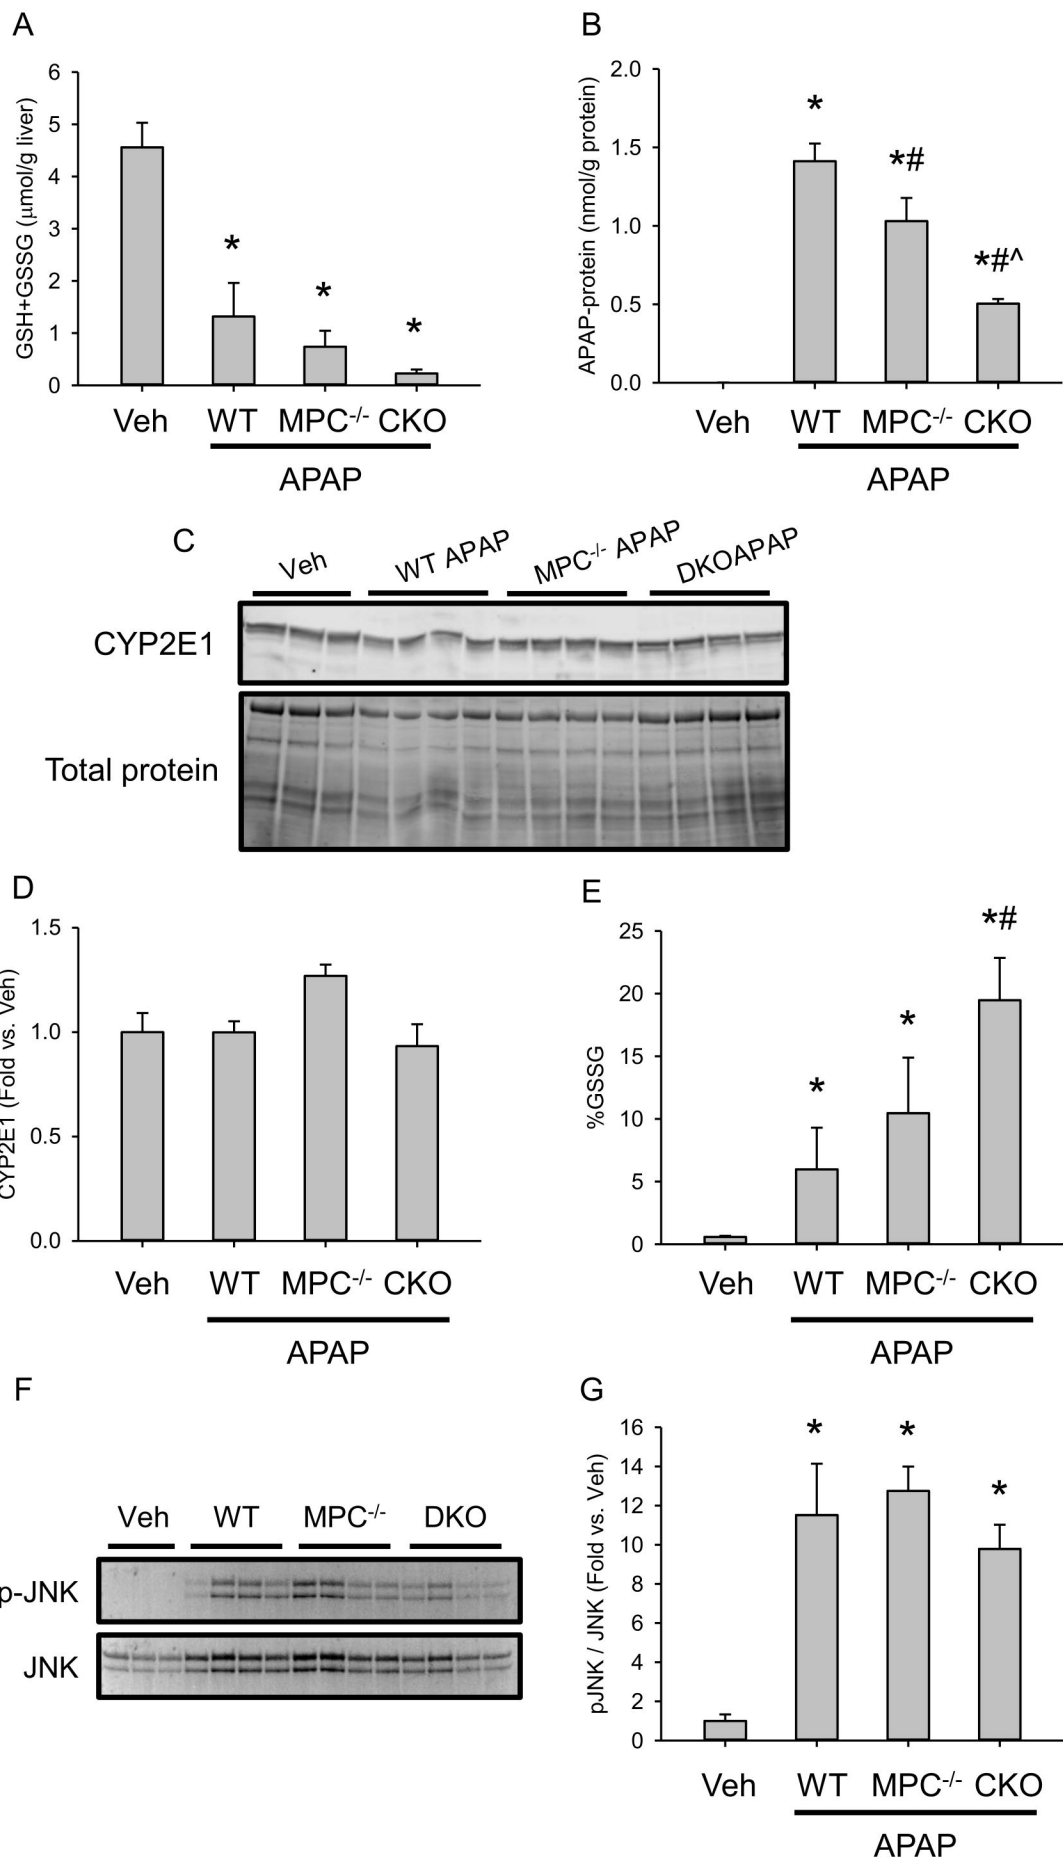 A
GSH+GSSG (μmol/g liver)
6
5
4
3
2
1
0
*
*
*
Veh WT MPC-/- CKO
APAP
B
APAP-protein (nmol/g protein)
2.0
1.5
1.0
0.5
0.0
*
*#
*#^
Veh WT MPC-/- CKO
APAP
C
Veh WT APAP MPC-/- APAP DKOAPAP
CYP2E1
Total protein
D
CYP2E1 (Fold vs. Veh)
1.5
1.0
0.5
0.0
Veh WT MPC-/- CKO
APAP
E
%GSSG
25
20
15
10
5
0
*
*
*#
Veh WT MPC-/- CKO
APAP
F
Veh WT MPC-/- DKO
p-JNK
JNK
G
pJNK / JNK (Fold vs. Veh)
16
14
12
10
8
6
4
2
0
*
*
*
Veh WT MPC-/- CKO
APAP